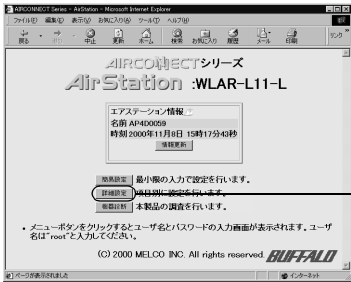 AIRCONNECT Series - AirStation - Microsoft Internet Explorer
ファイル(F) 編集(E) 表示(V) お気に入り(A) ツール(T) ヘルプ(H)
戻る 中止 更新 ホーム 検索 お気に入り 履歴 メール 印刷 リンク
AIRCONNECTシリーズ
AirStation :WLAR-L11-L
エアステーション情報
名前 AP4D0059
時刻 2000年11月8日 15時17分43秒
情報更新
簡易設定 最小限の入力で設定を行います。
詳細設定 項目別に設定を行います。
機器診断 本製品の調査を行います。
• メニューボタンをクリックするとユーザ名とパスワードの入力画面が表示されます。ユーザ
名は"root"と入力してください。
(C) 2000 MELCO INC. All rights reserved. BUFFALO
ページが表示されました インターネット